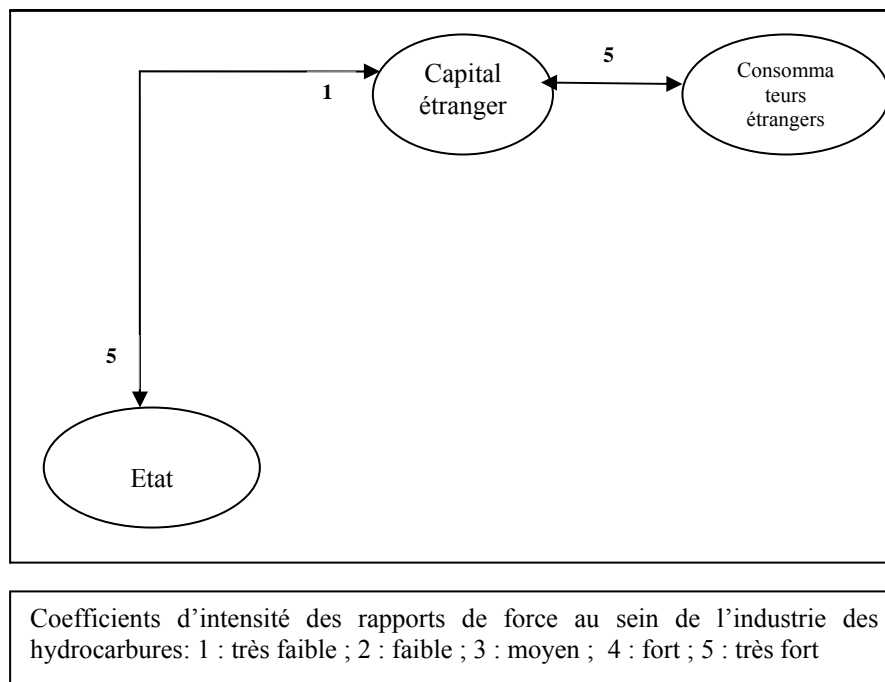 5
Capital
étranger
Consomma
teurs
étrangers
1
5
Etat
Coefficients d'intensité des rapports de force au sein de l'industrie des
hydrocarbures: 1 : très faible ; 2 : faible ; 3 : moyen ; 4 : fort ; 5 : très fort